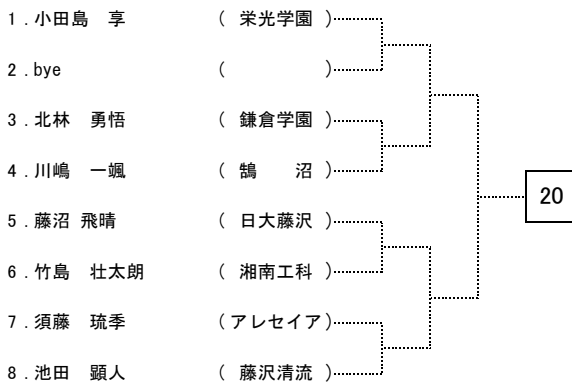 1．小田島　享　（ 栄光学園 ）
2．bye　（　　　）
3．北林　勇悟　（ 鎌倉学園 ）
4．川嶋　一颯　（ 鵠　沼 ）
5．藤沼 飛晴　（ 日大藤沢 ）
6．竹島　壮太朗　（ 湘南工科 ）
7．須藤　琉季　（アレセイア）
8．池田　顕人　（ 藤沢清流 ）
20